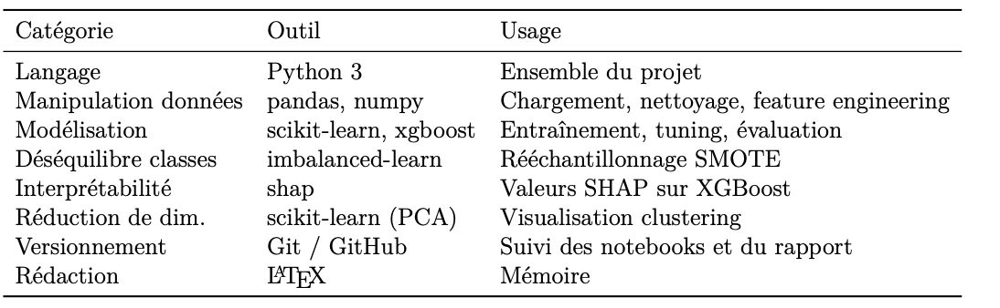 Catégorie Outil Usage
Langage Python 3 Ensemble du projet
Manipulation données pandas, numpy Chargement, nettoyage, feature engineering
Modélisation scikit-learn, xgboost Entraînement, tuning, évaluation
Déséquilibre classes imbalanced-learn Rééchantillonnage SMOTE
Interprétabilité shap Valeurs SHAP sur XGBoost
Réduction de dim. scikit-learn (PCA) Visualisation clustering
Versionnement Git / GitHub Suivi des notebooks et du rapport
Rédaction LATEX Mémoire